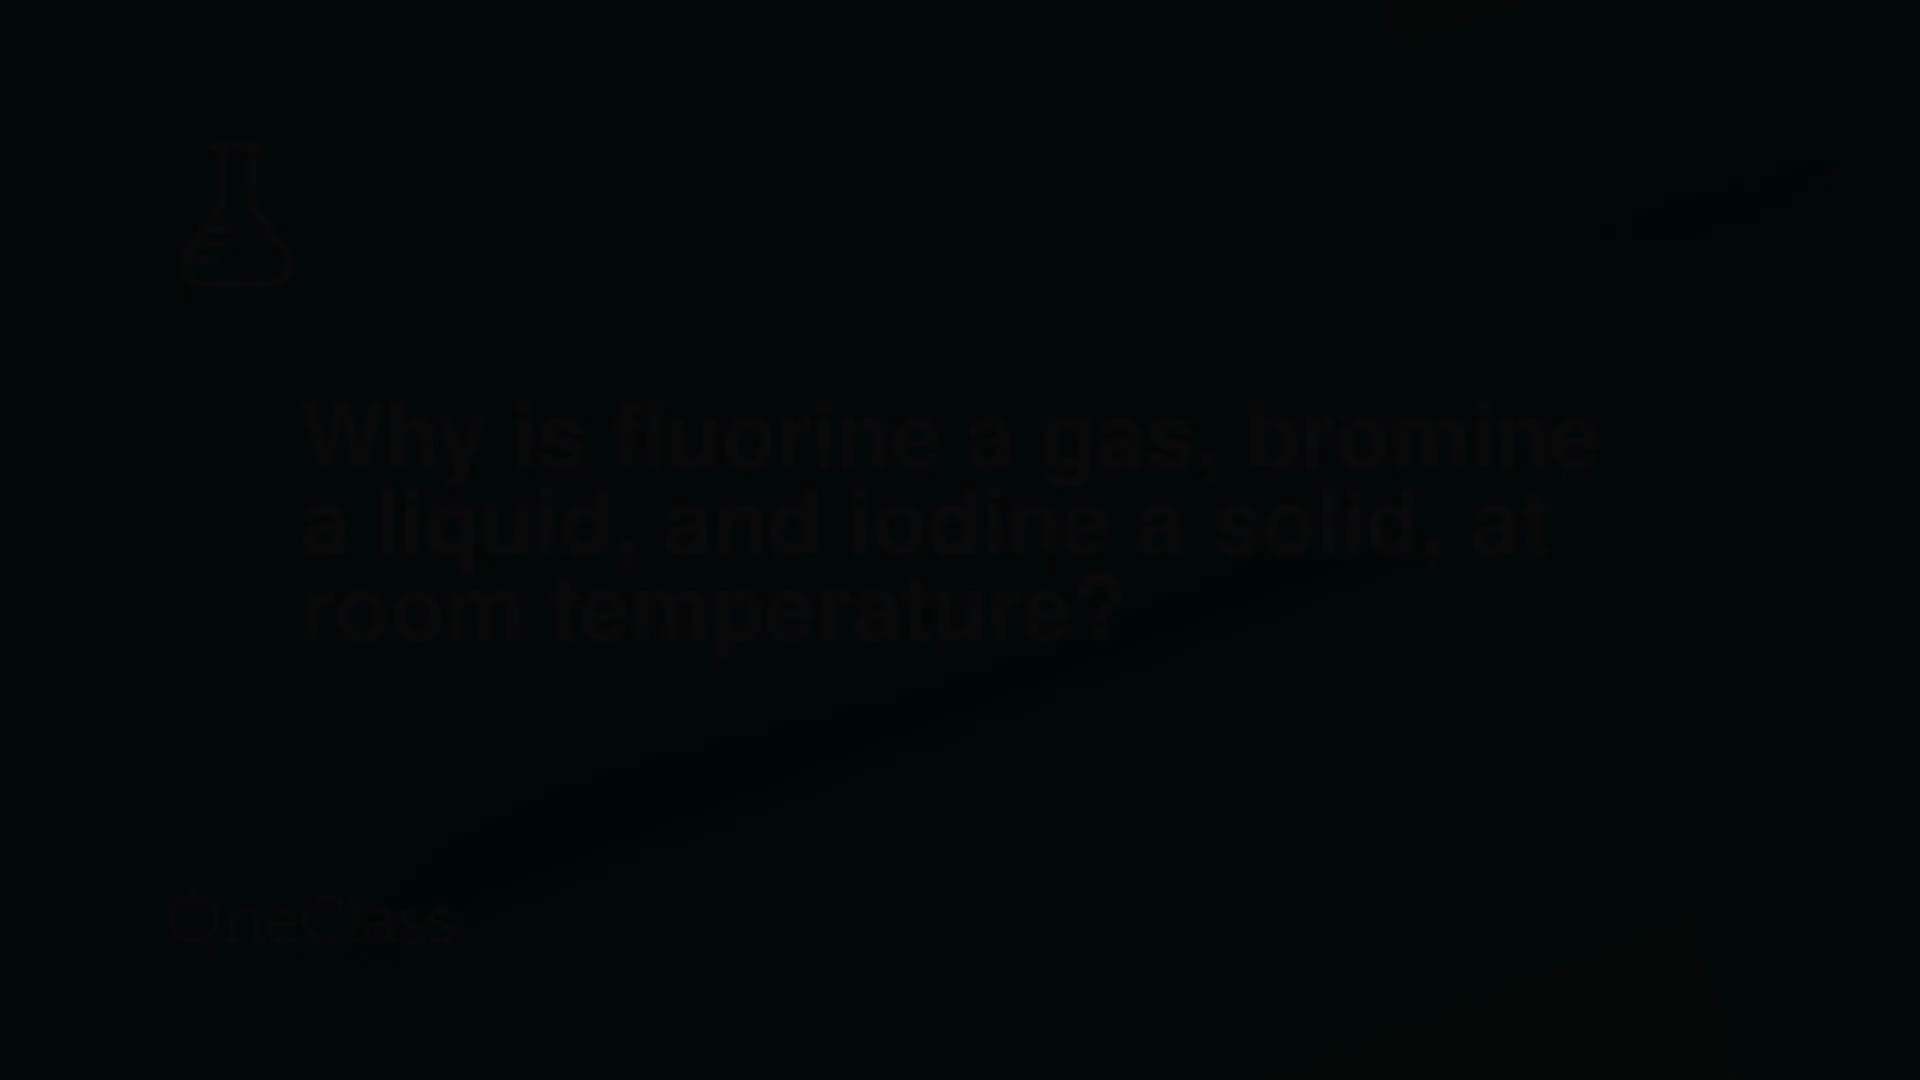 Why is fluorine a gas, bromine
a liquid, and iodine a solid, at
room temperature?
OneClass